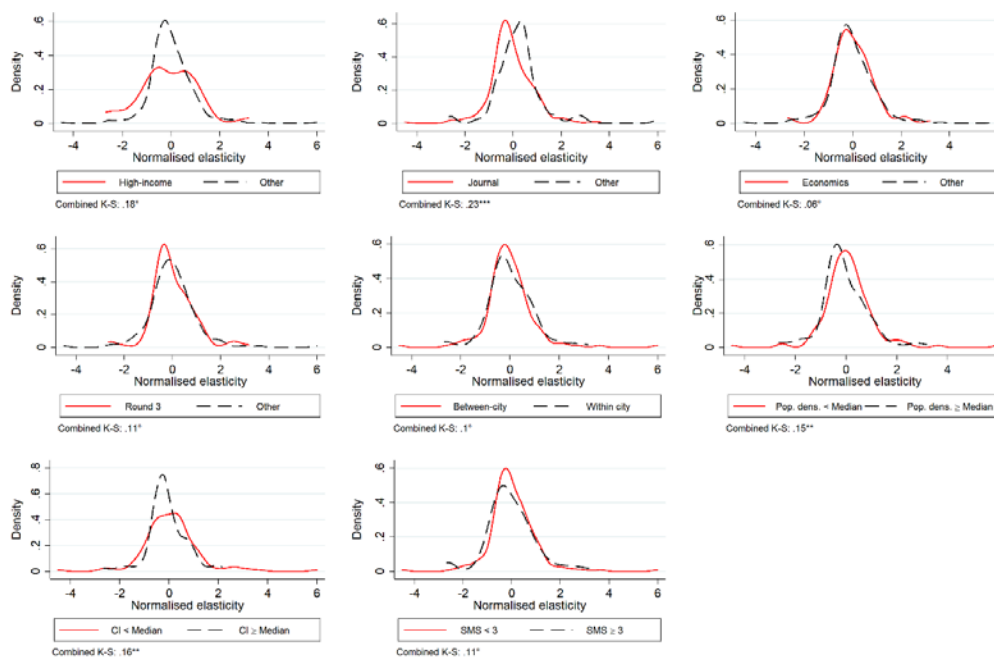 Density
.6
.4
.2
0
-4 -2 0 2 4 6
Normalised elasticity
High-income Other
Combined K-S: .18°
Density
.6
.4
.2
0
-4 -2 0 2 4 6
Normalised elasticity
Journal Other
Combined K-S: .23***
Density
.6
.4
.2
0
-4 -2 0 2 4 6
Normalised elasticity
Economics Other
Combined K-S: .06°
Density
.6
.4
.2
0
-4 -2 0 2 4 6
Normalised elasticity
Round 3 Other
Combined K-S: .11°
Density
.6
.4
.2
0
-4 -2 0 2 4 6
Normalised elasticity
Between-city Within city
Combined K-S: .1°
Density
.6
.4
.2
0
-4 -2 0 2 4 6
Normalised elasticity
Pop. dens. < Median Pop. dens. ≥ Median
Combined K-S: .15**
Density
.8
.6
.4
.2
0
-4 -2 0 2 4 6
Normalised elasticity
CI < Median CI ≥ Median
Combined K-S: .16**
Density
.6
.4
.2
0
-4 -2 0 2 4 6
Normalised elasticity
SMS < 3 SMS ≥ 3
Combined K-S: .11°